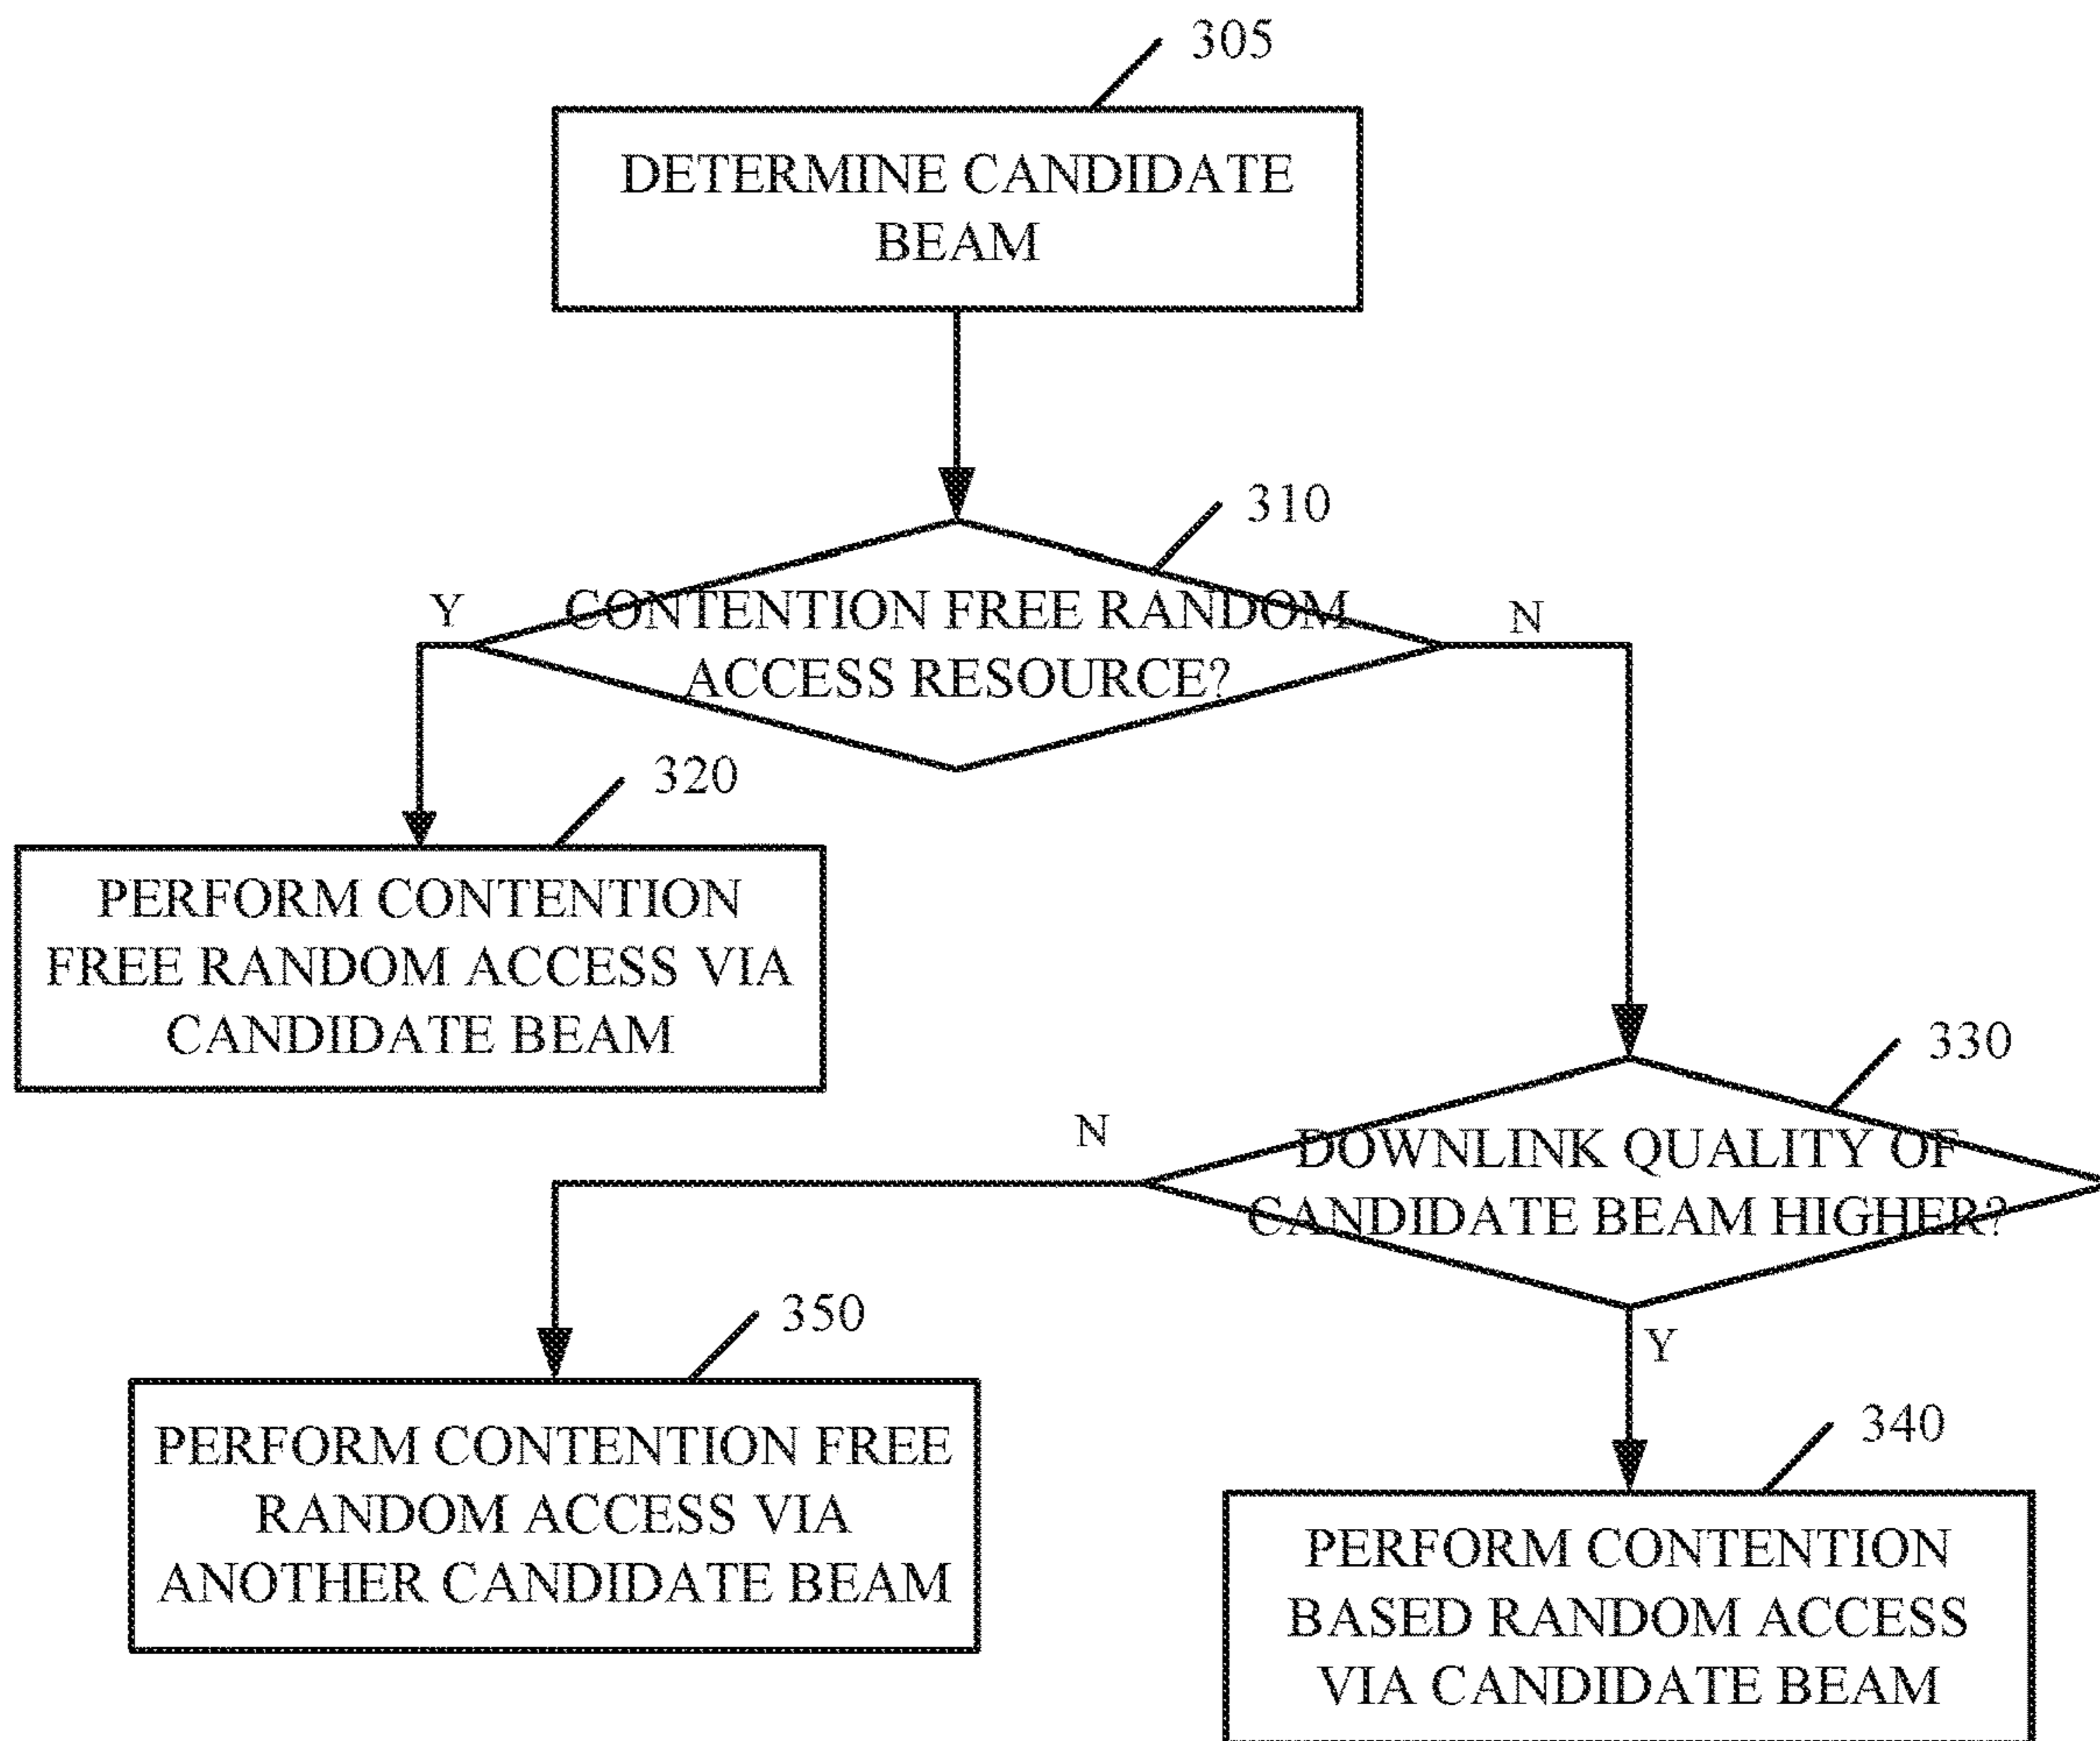 305
DETERMINE CANDIDATE
BEAM
310
Y
CONTENTION FREE RANDOM
ACCESS RESOURCE?
N
320
PERFORM CONTENTION
FREE RANDOM ACCESS VIA
CANDIDATE BEAM
330
N
DOWNLINK QUALITY OF
CANDIDATE BEAM HIGHER?
350
Y
PERFORM CONTENTION FREE
RANDOM ACCESS VIA
ANOTHER CANDIDATE BEAM
340
PERFORM CONTENTION
BASED RANDOM ACCESS
VIA CANDIDATE BEAM